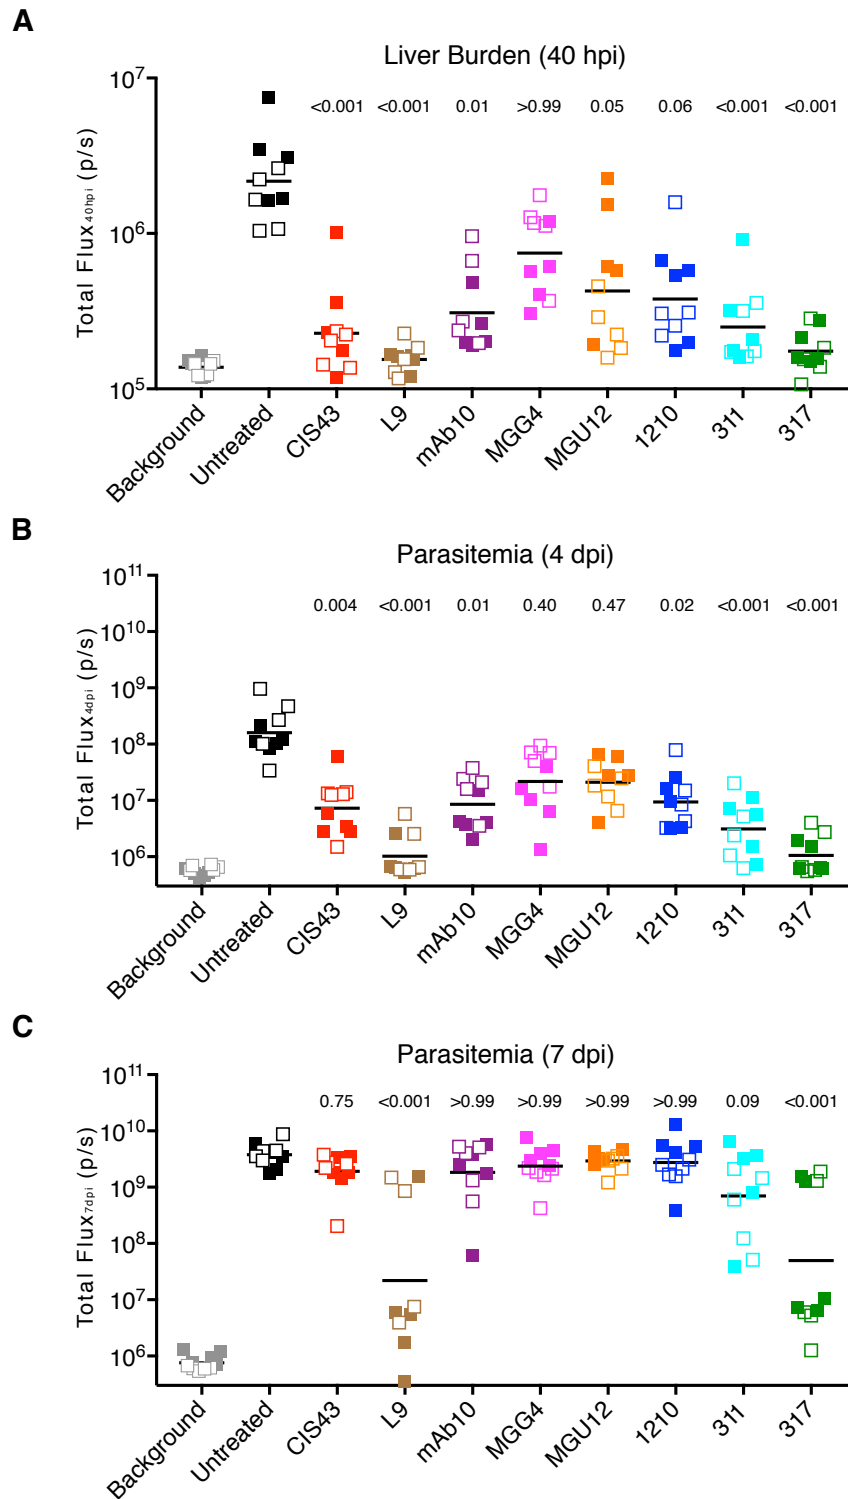 A
Liver Burden (40 hpi)
Total Flux40hpi (p/s)
10^7
<0.001 <0.001 0.01 >0.99 0.05 0.06 <0.001 <0.001
10^6
10^5
Background Untreated CIS43 L9 mAb10 MGG4 MGU12 1210 311 317
B
Parasitemia (4 dpi)
Total Flux4dpi (p/s)
10^11
0.004 <0.001 0.01 0.40 0.47 0.02 <0.001 <0.001
10^10
10^9
10^8
10^7
10^6
Background Untreated CIS43 L9 mAb10 MGG4 MGU12 1210 311 317
C
Parasitemia (7 dpi)
Total Flux7dpi (p/s)
10^11
0.75 <0.001 >0.99 >0.99 >0.99 >0.99 0.09 <0.001
10^10
10^9
10^8
10^7
10^6
Background Untreated CIS43 L9 mAb10 MGG4 MGU12 1210 311 317